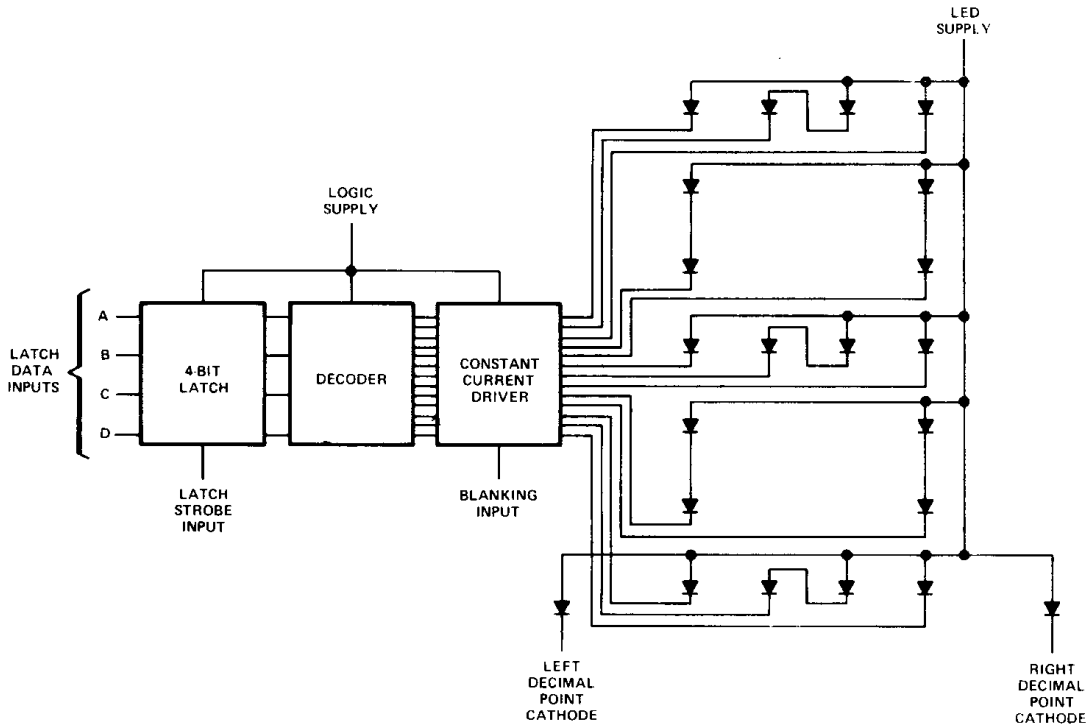 LED
SUPPLY
LOGIC
SUPPLY
LATCH
DATA
INPUTS
A
B
C
D
4-BIT
LATCH
DECODER
CONSTANT
CURRENT
DRIVER
LATCH
STROBE
INPUT
BLANKING
INPUT
LEFT
DECIMAL
POINT
CATHODE
RIGHT
DECIMAL
POINT
CATHODE